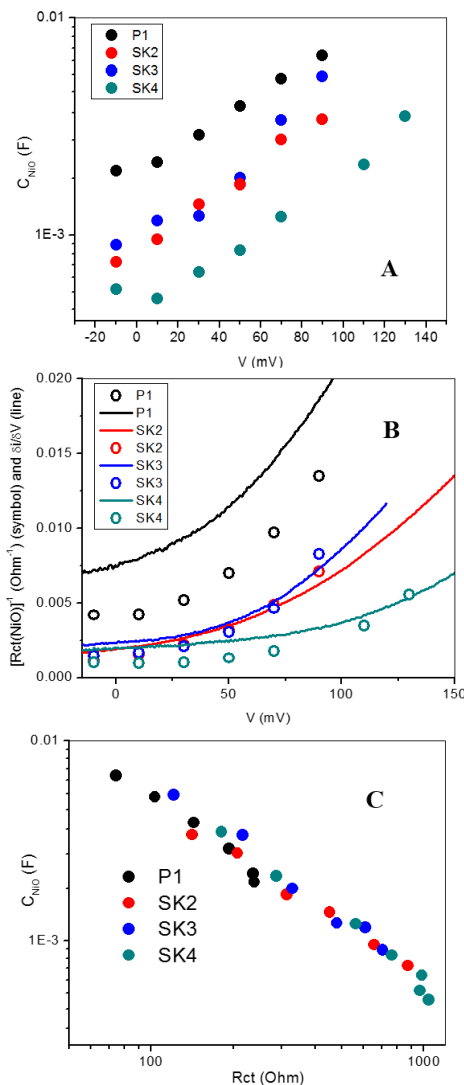 0.01
P1
SK2
SK3
SK4
C_NiO (F)
1E-3
A
-20 0 20 40 60 80 100 120 140
V (mV)
0.020
P1
P1
SK2
SK2
SK3
SK3
SK4
SK4
B
0.015
0.010
0.005
0.000
[Rct(NiO)]^-1 (Ohm^-1) (symbol) and δi/δV (line)
0 50 100 150
V (mV)
0.01
C
C_NiO (F)
P1
SK2
SK3
SK4
1E-3
100 1000
Rct (Ohm)